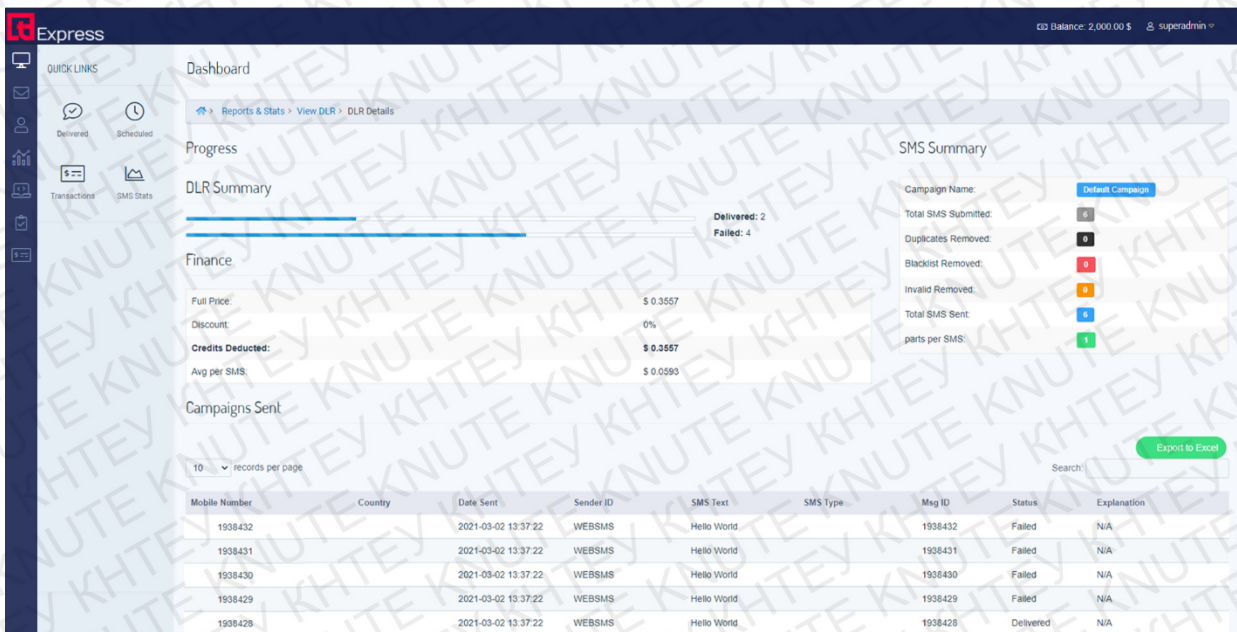 td Express
Balance: 2,000.00 $ superadmin
QUICK LINKS
Delivered Scheduled
Transactions SMS Stats
Dashboard
> Reports & Stats > View DLR > DLR Details
Progress
DLR Summary
Delivered: 2
Failed: 4
Finance
Full Price: $ 0.3557
Discount: 0%
Credits Deducted: $ 0.3557
Avg per SMS: $ 0.0593
SMS Summary
Campaign Name: Default Campaign
Total SMS Submitted: 6
Duplicates Removed: 0
Blacklist Removed: 0
Invalid Removed: 0
Total SMS Sent: 6
parts per SMS: 1
Campaigns Sent
Export to Excel
10 records per page Search:
Mobile Number Country Date Sent Sender ID SMS Text SMS Type Msg ID Status Explanation
1938432 2021-03-02 13:37:22 WEBSMS Hello World 1938432 Failed N/A
1938431 2021-03-02 13:37:22 WEBSMS Hello World 1938431 Failed N/A
1938430 2021-03-02 13:37:22 WEBSMS Hello World 1938430 Failed N/A
1938429 2021-03-02 13:37:22 WEBSMS Hello World 1938429 Failed N/A
1938428 2021-03-02 13:37:22 WEBSMS Hello World 1938428 Delivered N/A
KHTEY KNUTE